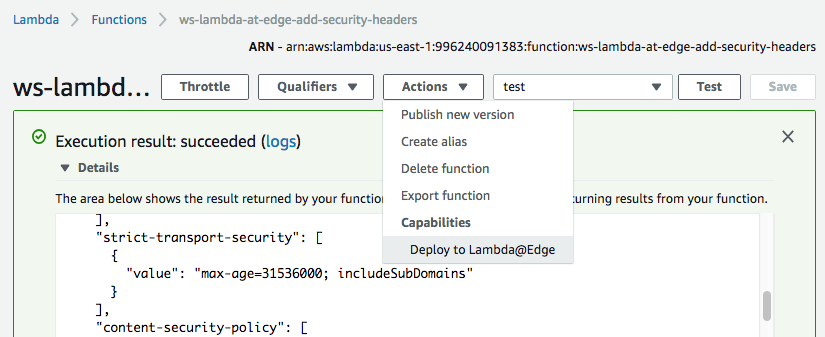 Lambda > Functions > ws-lambda-at-edge-add-security-headers
ARN - arn:aws:lambda:us-east-1:996240091383:function:ws-lambda-at-edge-add-security-headers
ws-lambd... Throttle Qualifiers Actions test Test Save
Publish new version
Execution result: succeeded (logs)
Create alias
Details
Delete function
The area below shows the result returned by your function
Export function
urning results from your function.
],
Capabilities
"strict-transport-security": [
Deploy to Lambda@Edge
{
"value": "max-age=31536000; includeSubDomains"
}
],
"content-security-policy": [